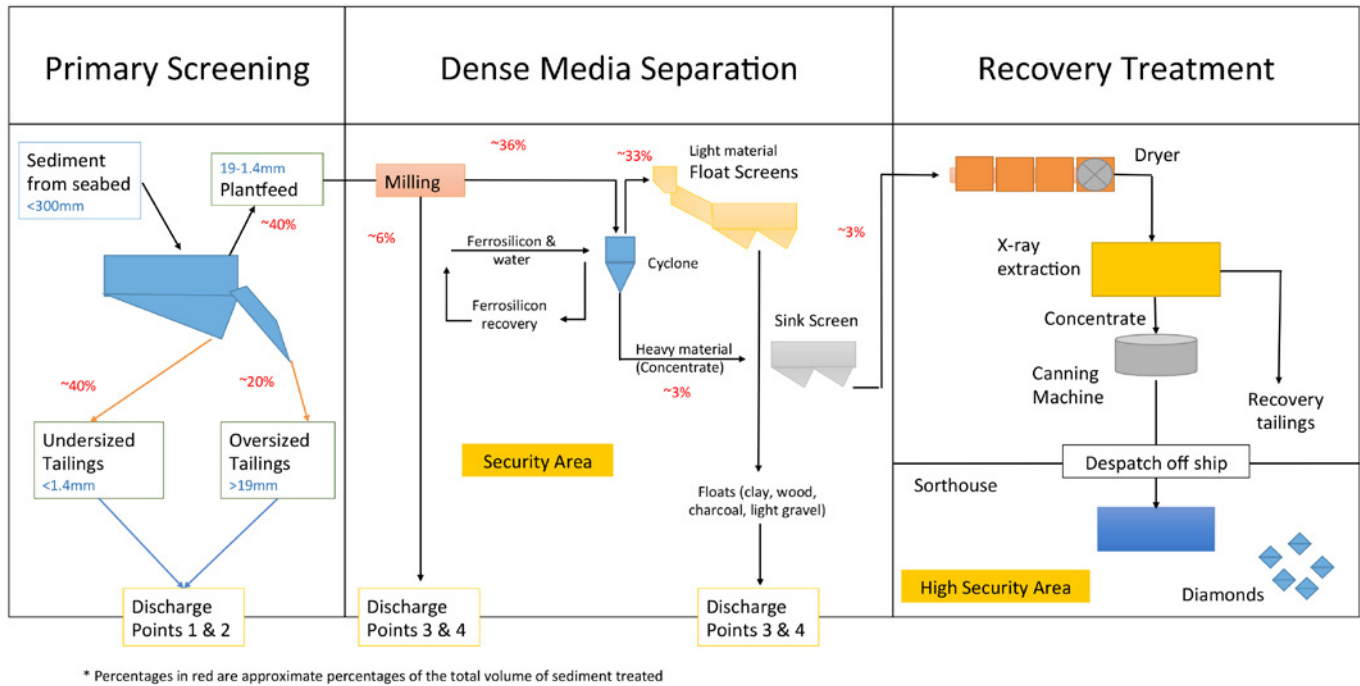 Primary Screening
Dense Media Separation
Recovery Treatment
Sediment
from seabed
<300mm
19-1.4mm
Plantfeed
~40%
~40%
~20%
Undersized
Tailings
<1.4mm
Oversized
Tailings
>19mm
Discharge
Points 1 & 2
Milling
~36%
~6%
~33%
Light material
Float Screens
Ferrosilicon &
water
Cyclone
Ferrosilicon
recovery
Heavy material
(Concentrate)
~3%
Sink Screen
~3%
Security Area
Floats (clay, wood,
charcoal, light gravel)
Discharge
Points 3 & 4
Discharge
Points 3 & 4
Dryer
X-ray
extraction
Concentrate
Canning
Machine
Recovery
tailings
Despatch off ship
Sorthouse
High Security Area
Diamonds
* Percentages in red are approximate percentages of the total volume of sediment treated